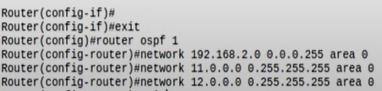 Router(config-if)#
Router(config-if)#exit
Router(config)#router ospf 1
Router(config-router)#network 192.168.2.0 0.0.0.255 area 0
Router(config-router)#network 11.0.0.0 0.255.255.255 area 0
Router(config-router)#network 12.0.0.0 0.255.255.255 area 0